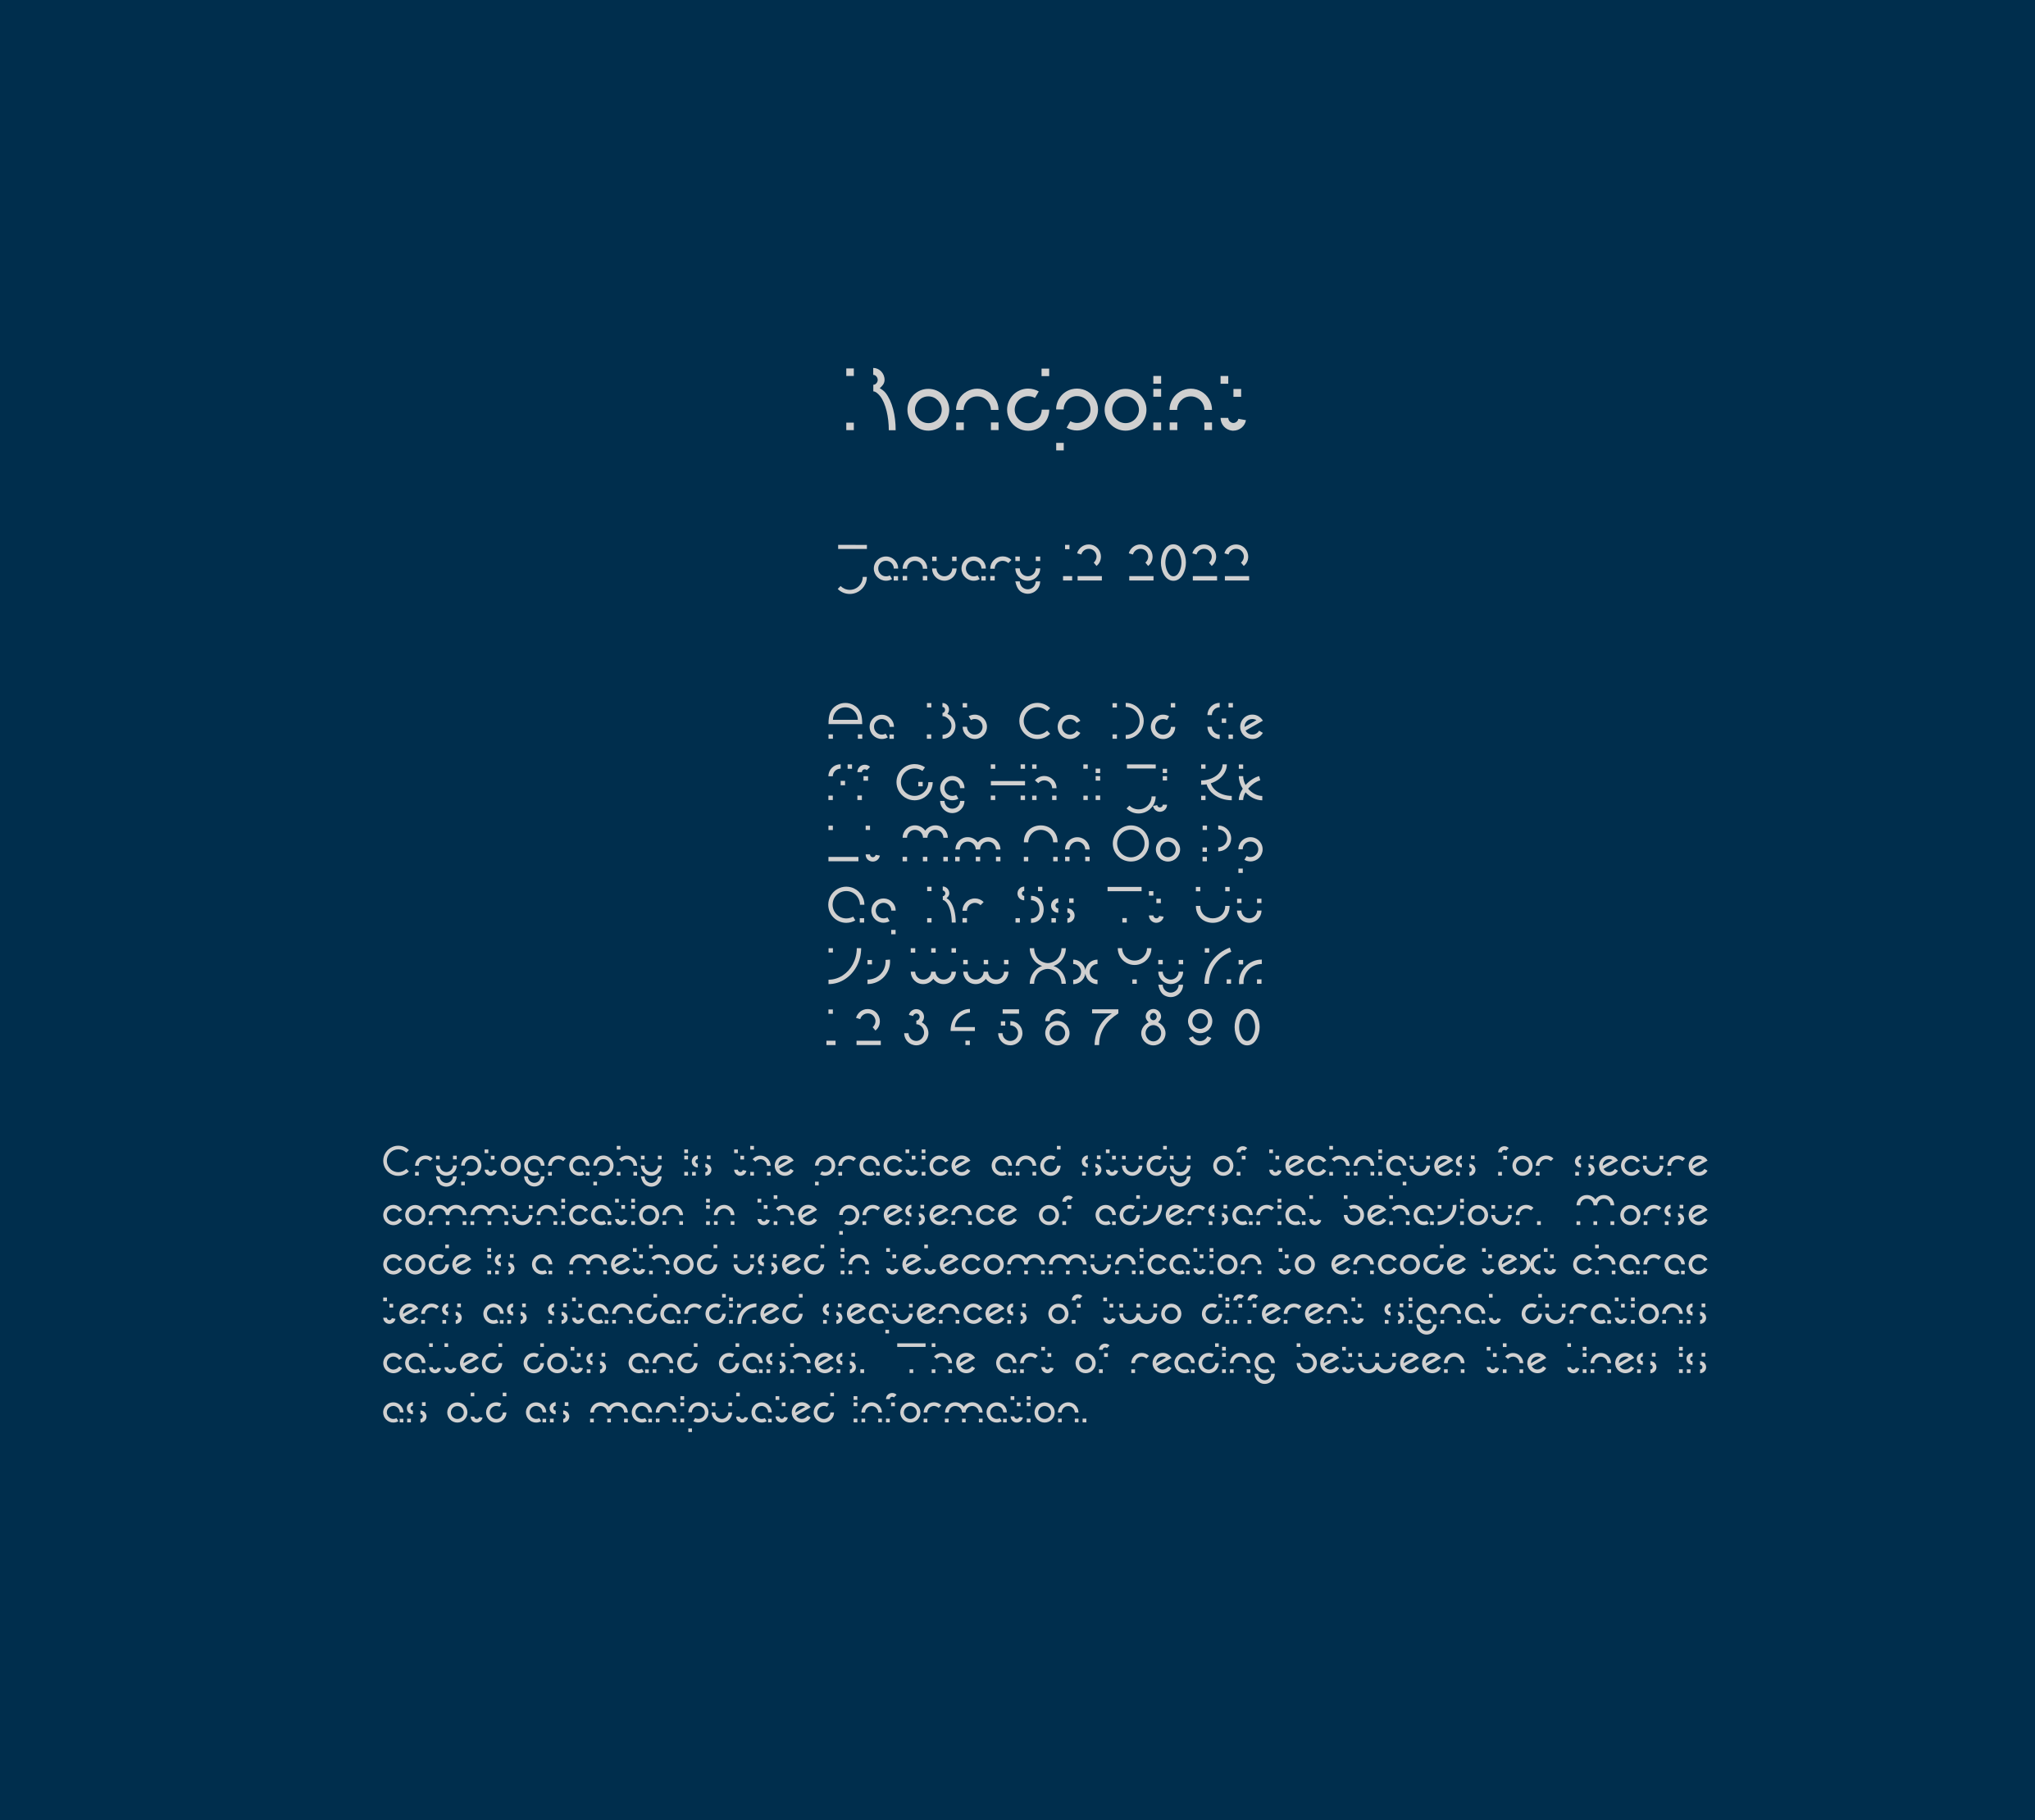 Rondpoint
January 12 2022
Aa Bb Cc Dd Ee
Ff Gg Hh Ii Jj Kk
Ll Mm Nn Oo Pp
Qq Rr Ss Tt Uu
Vv Ww Xx Yy Zz
1 2 3 4 5 6 7 8 9 0
Cryptography is the practice and study of techniques for secure
communication in the presence of adversarial behaviour. Morse
code is a method used in telecommunication to encode text charac
ters as standardized sequences of two different signal durations
called dots and dashes. The art of reading between the lines is
as old as manipulated information.